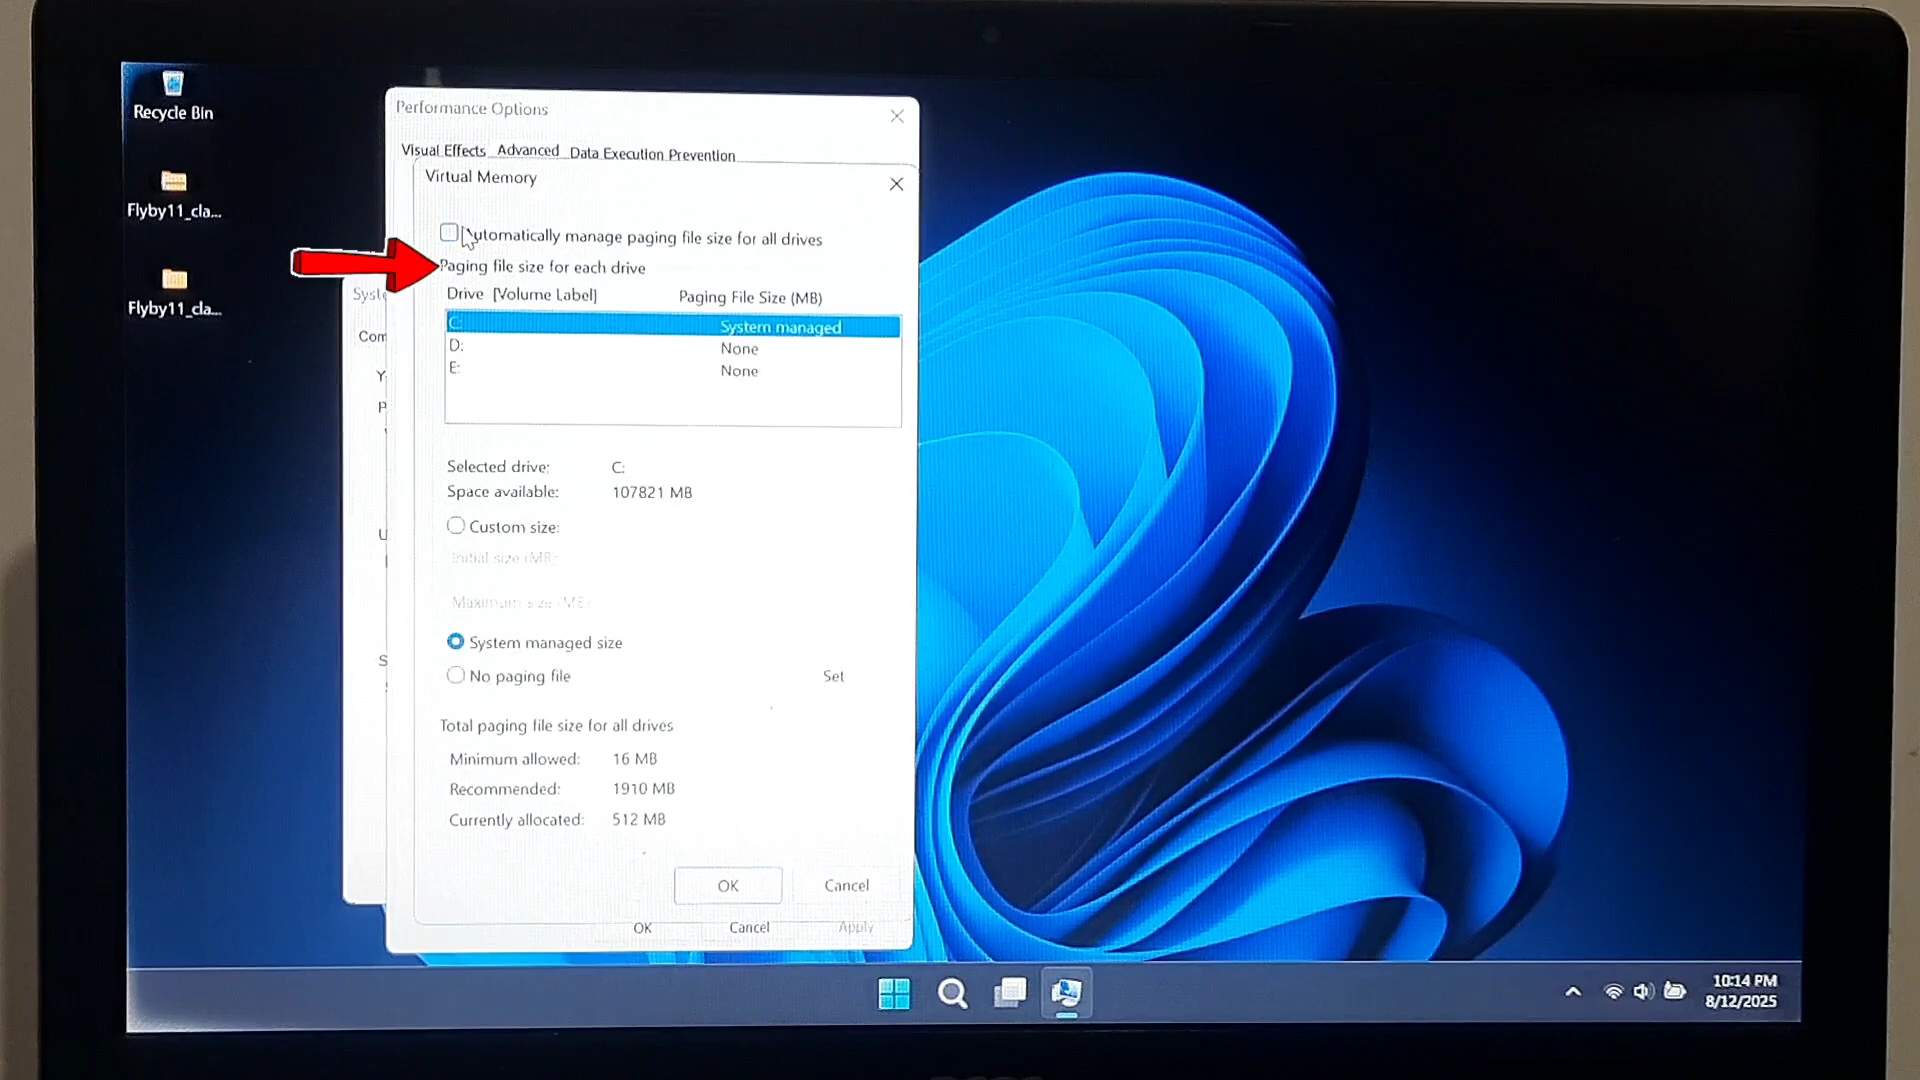 Recycle Bin
Flyby11_cla...
Flyby11_cla...
Performance Options
Visual Effects Advanced Data Execution Prevention
Virtual Memory
Automatically manage paging file size for all drives
Paging file size for each drive
Drive [Volume Label] Paging File Size (MB)
C: System managed
D: None
E: None
Selected drive: C:
Space available: 107821 MB
Custom size:
Initial size (MB):
Maximum size (MB):
System managed size
No paging file Set
Total paging file size for all drives
Minimum allowed: 16 MB
Recommended: 1910 MB
Currently allocated: 512 MB
OK Cancel
OK Cancel Apply
Syste
Com
10:14 PM
8/12/2025